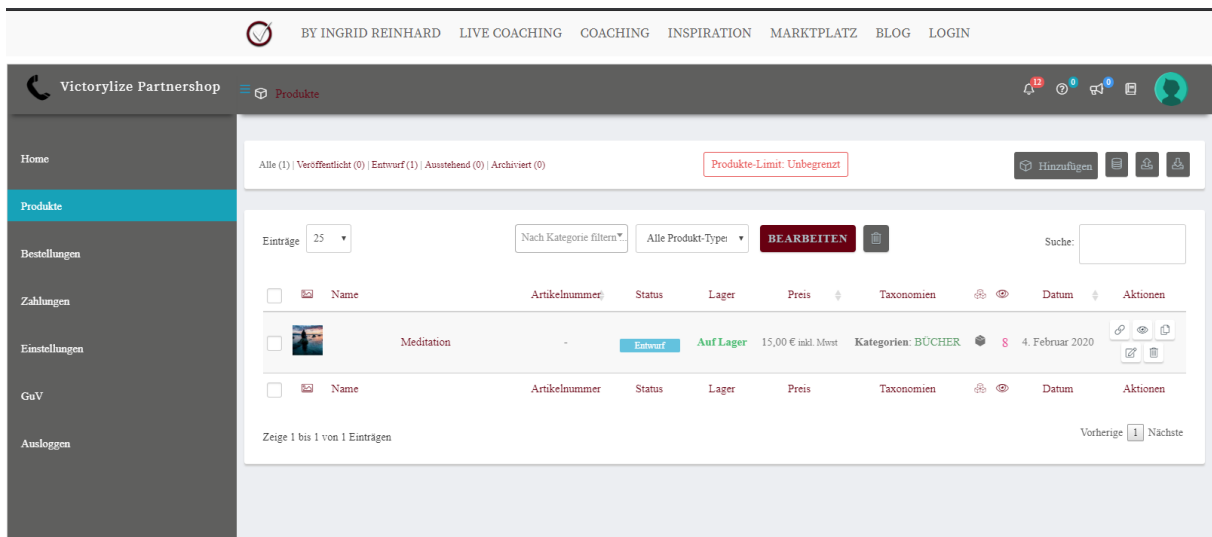 BY INGRID REINHARD LIVE COACHING COACHING INSPIRATION MARKTPLATZ BLOG LOGIN
Victorylize Partnershop
Produkte
12 0 0
Home
Produkte
Bestellungen
Zahlungen
Einstellungen
GuV
Ausloggen
Alle (1) | Veröffentlicht (0) | Entwurf (1) | Ausstehend (0) | Archiviert (0)
Produkte-Limit: Unbegrenzt
Hinzufügen
Einträge 25
Nach Kategorie filtern
Alle Produkt-Type
BEARBEITEN
Suche:
Name Artikelnummer Status Lager Preis Taxonomien Datum Aktionen
Meditation - Entwurf Auf Lager 15,00 € inkl. Mwst Kategorien: BÜCHER 8 4. Februar 2020
Name Artikelnummer Status Lager Preis Taxonomien Datum Aktionen
Zeige 1 bis 1 von 1 Einträgen
Vorherige 1 Nächste